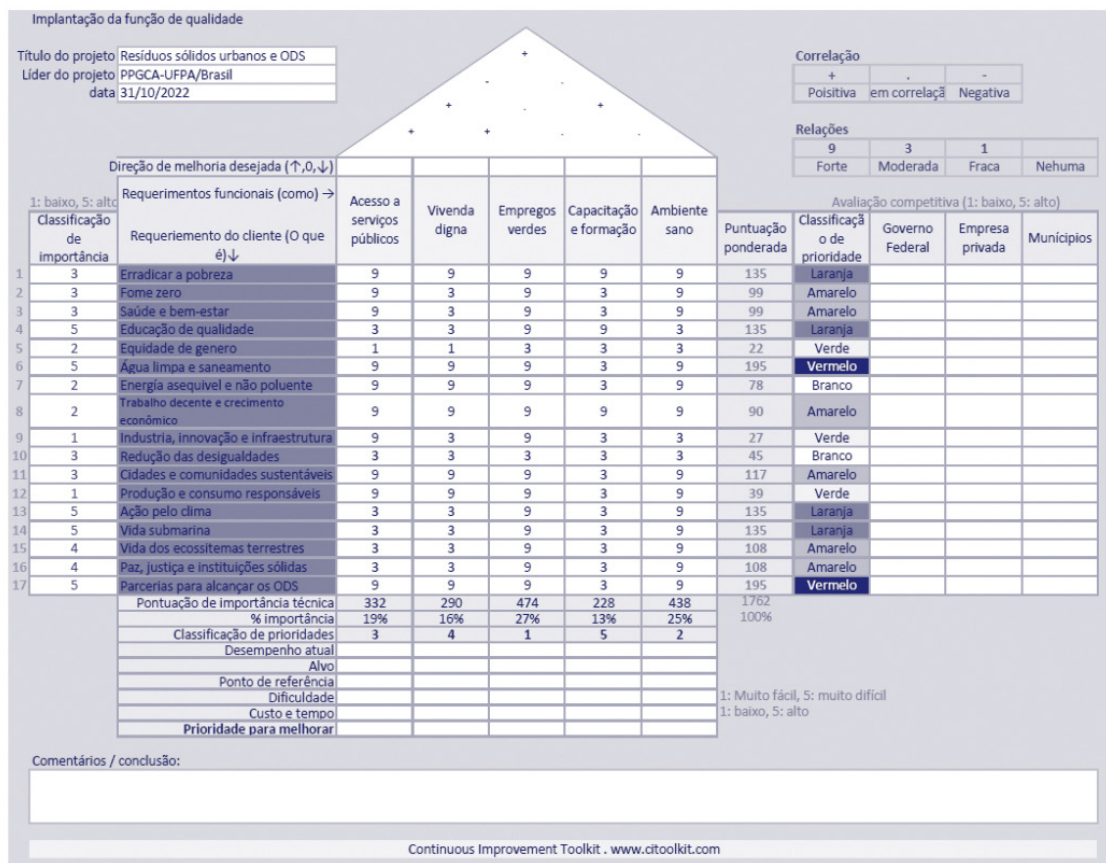 Implantação da função de qualidade
Título do projeto Resíduos sólidos urbanos e ODS
Líder do projeto PPGCA-UFPA/Brasil
data 31/10/2022
Correlação
+ . -
Poisitiva em correlaçã Negativa
Relações
9 3 1
Forte Moderada Fraca Nehuma
+
- .
+ . +
+ + . .
Direção de melhoria desejada (↑,0,↓)
1: baixo, 5: alto
Classificação de importância
Requerimentos funcionais (como) →
Requeriemento do cliente (O que é)↓
Acesso a serviços públicos
Vivenda digna
Empregos verdes
Capacitação e formação
Ambiente sano
Puntuação ponderada
Avaliação competitiva (1: baixo, 5: alto)
Classificaçã o de prioridade
Governo Federal
Empresa privada
Munícipios
1 3 Erradicar a pobreza 9 9 9 9 9 135 Laranja
2 3 Fome zero 9 3 9 3 9 99 Amarelo
3 3 Saúde e bem-estar 9 3 9 3 9 99 Amarelo
4 5 Educação de qualidade 3 3 9 9 3 135 Laranja
5 2 Equidade de genero 1 1 3 3 3 22 Verde
6 5 Água limpa e saneamento 9 9 9 3 9 195 Vermelo
7 2 Energía asequivel e não poluente 9 9 9 3 9 78 Branco
8 2 Trabalho decente e crecimento econômico 9 9 9 9 9 90 Amarelo
9 1 Industria, innovação e infraestrutura 9 3 9 3 3 27 Verde
10 3 Redução das desigualdades 3 3 3 3 3 45 Branco
11 3 Cidades e comunidades sustentáveis 9 9 9 3 9 117 Amarelo
12 1 Produção e consumo responsáveis 9 9 9 3 9 39 Verde
13 5 Ação pelo clima 3 3 9 3 9 135 Laranja
14 5 Vida submarina 3 3 9 3 9 135 Laranja
15 4 Vida dos ecossitemas terrestres 3 3 9 3 9 108 Amarelo
16 4 Paz, justiça e instituições sólidas 3 3 9 3 9 108 Amarelo
17 5 Parcerias para alcançar os ODS 9 9 9 3 9 195 Vermelo
Pontuação de importância técnica 332 290 474 228 438 1762
% importância 19% 16% 27% 13% 25% 100%
Classificação de prioridades 3 4 1 5 2
Desempenho atual
Alvo
Ponto de referência
Dificuldade 1: Muito fácil, 5: muito difícil
Custo e tempo 1: baixo, 5: alto
Prioridade para melhorar
Comentários / conclusão:
Continuous Improvement Toolkit . www.citoolkit.com